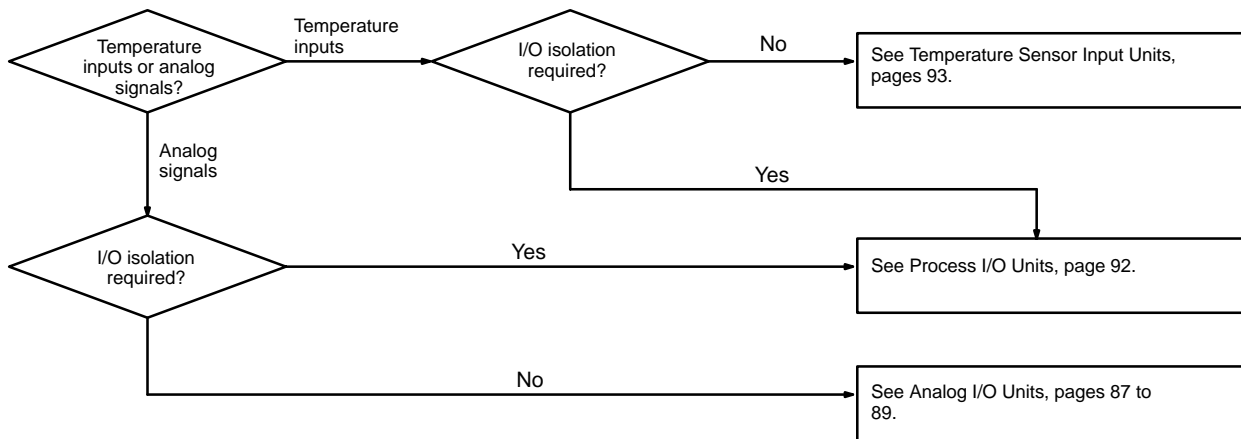 Temperature
inputs or analog
signals?
Temperature
inputs
I/O isolation
required?
No
See Temperature Sensor Input Units,
pages 93.
Analog
signals
Yes
I/O isolation
required?
Yes
See Process I/O Units, page 92.
No
See Analog I/O Units, pages 87 to
89.